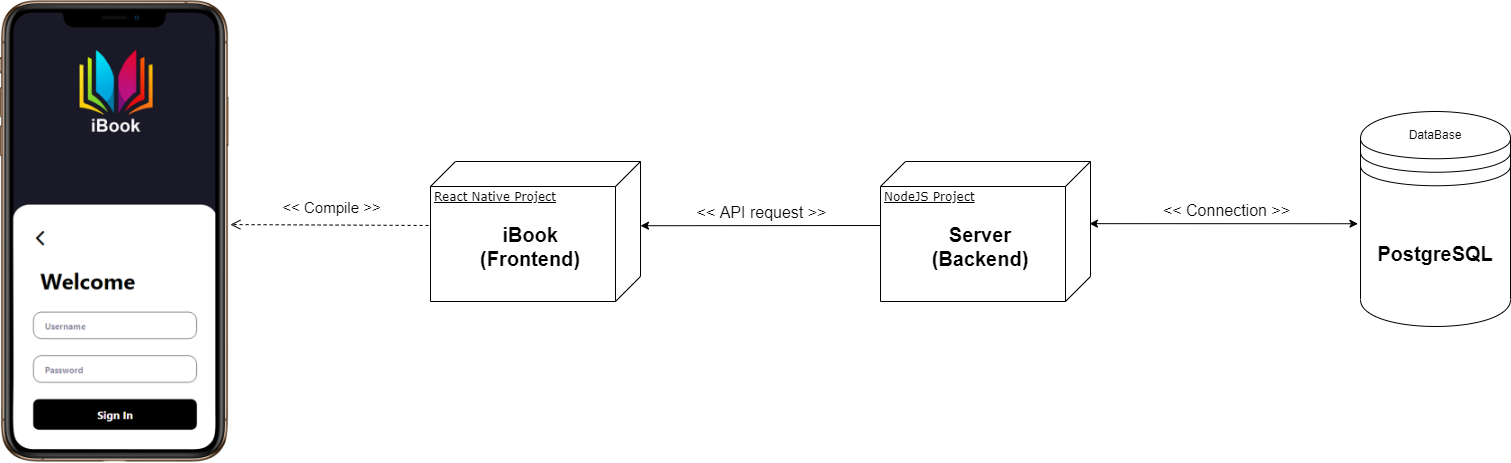 iBook
Welcome
Username
Password
Sign In
<< Compile >>
React Native Project
iBook
(Frontend)
<< API request >>
NodeJS Project
Server
(Backend)
<< Connection >>
DataBase
PostgreSQL